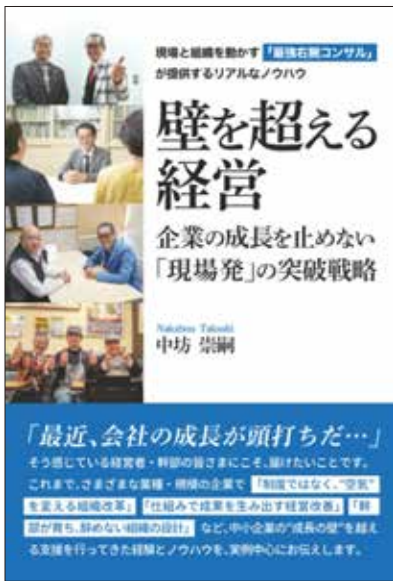 現場と組織を動かす「最強右腕コンサル」
が提供するリアルなノウハウ
壁を超える
経営
企業の成長を止めない
「現場発」の突破戦略
Nakabou Takashi
中坊 崇嗣
「最近、会社の成長が頭打ちだ…」
そう感じている経営者・幹部の皆さまにこそ、届けたいことです。
これまで、さまざまな業種・規模の企業で「制度ではなく、“空気”
を変える組織改革」「仕組みで成果を生み出す経営改善」「幹
部が育ち、辞めない組織の設計」など、中小企業の“成長の壁”を超え
る支援を行ってきた経験とノウハウを、実例中心にお伝えします。